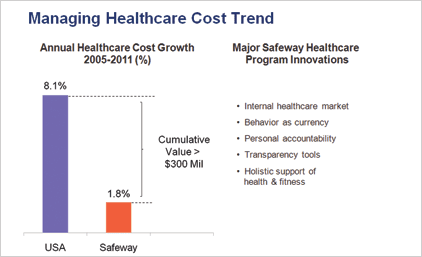 Managing Healthcare Cost Trend
Annual Healthcare Cost Growth
2005-2011 (%)
8.1%
Cumulative
Value >
$300 Mil
1.8%
USA
Safeway
Major Safeway Healthcare
Program Innovations
• Internal healthcare market
• Behavior as currency
• Personal accountability
• Transparency tools
• Holistic support of
health & fitness